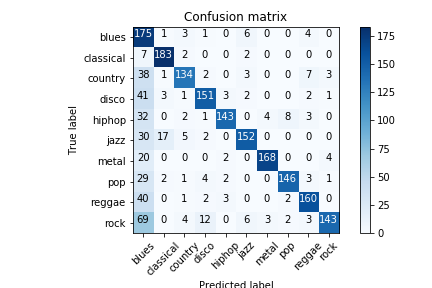 Confusion matrix
blues 175 1 3 1 0 6 0 0 4 0
classical 7 183 2 0 0 2 0 0 0 0
country 38 1 134 2 0 3 0 0 7 3
disco 41 3 1 151 3 2 0 0 2 1
hiphop 32 0 2 1 143 0 4 8 3 0
jazz 30 17 5 2 0 152 0 0 0 0
metal 20 0 0 0 2 0 168 0 0 4
pop 29 2 1 4 2 0 0 146 3 1
reggae 40 0 1 2 3 0 0 2 160 0
rock 69 0 4 12 0 6 3 2 3 143
blues classical country disco hiphop jazz metal pop reggae rock
True label
Predicted label
175
150
125
100
75
50
25
0